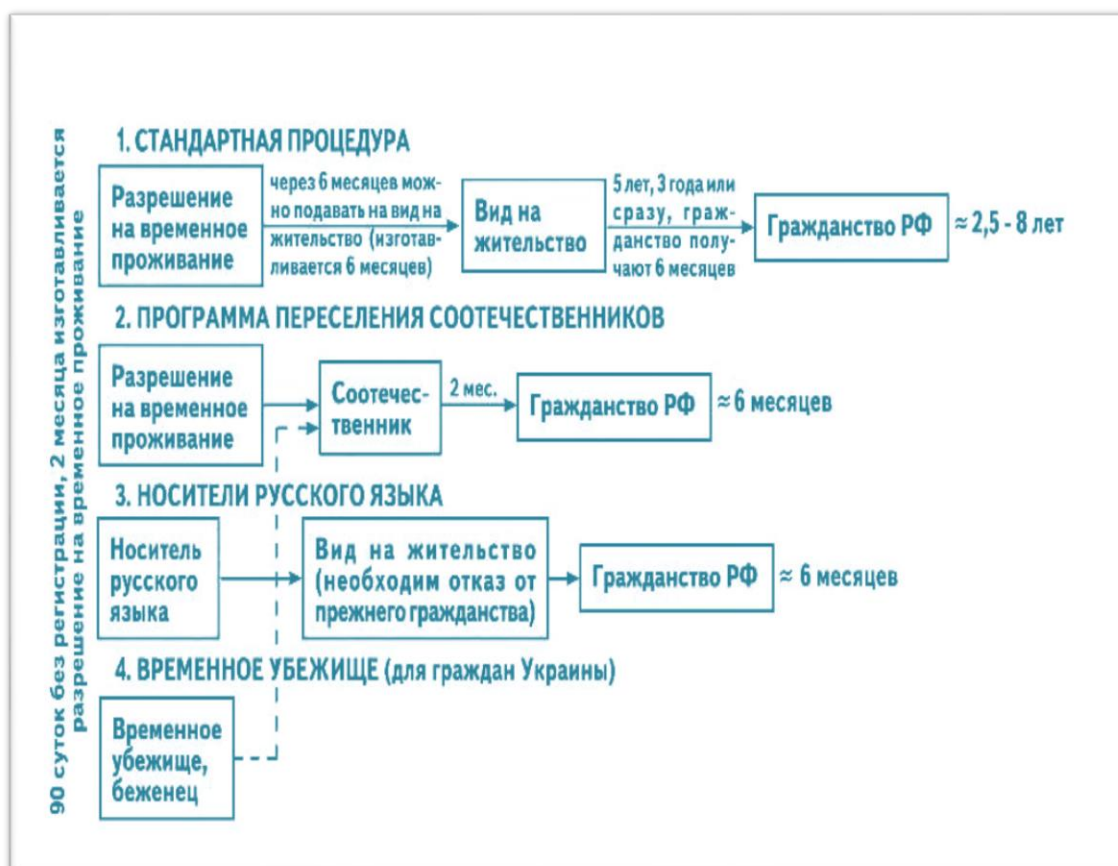 90 суток без регистрации, 2 месяца изготавливается
разрешение на временное проживание
1. СТАНДАРТНАЯ ПРОЦЕДУРА
Разрешение
на временное
проживание
через 6 месяцев мож-
но подавать на вид на
жительство (изготав-
ливается 6 месяцев)
Вид на
жительство
5 лет, 3 года или
сразу, граж-
данство полу-
чают 6 месяцев
Гражданство РФ
≈ 2,5 - 8 лет
2. ПРОГРАММА ПЕРЕСЕЛЕНИЯ СООТЕЧЕСТВЕННИКОВ
Разрешение
на временное
проживание
Соотечес-
твенник
2 мес.
Гражданство РФ
≈ 6 месяцев
3. НОСИТЕЛИ РУССКОГО ЯЗЫКА
Носитель
русского
языка
Вид на жительство
(необходим отказ от
прежнего гражданства)
Гражданство РФ
≈ 6 месяцев
4. ВРЕМЕННОЕ УБЕЖИЩЕ (для граждан Украины)
Временное
убежище,
беженец